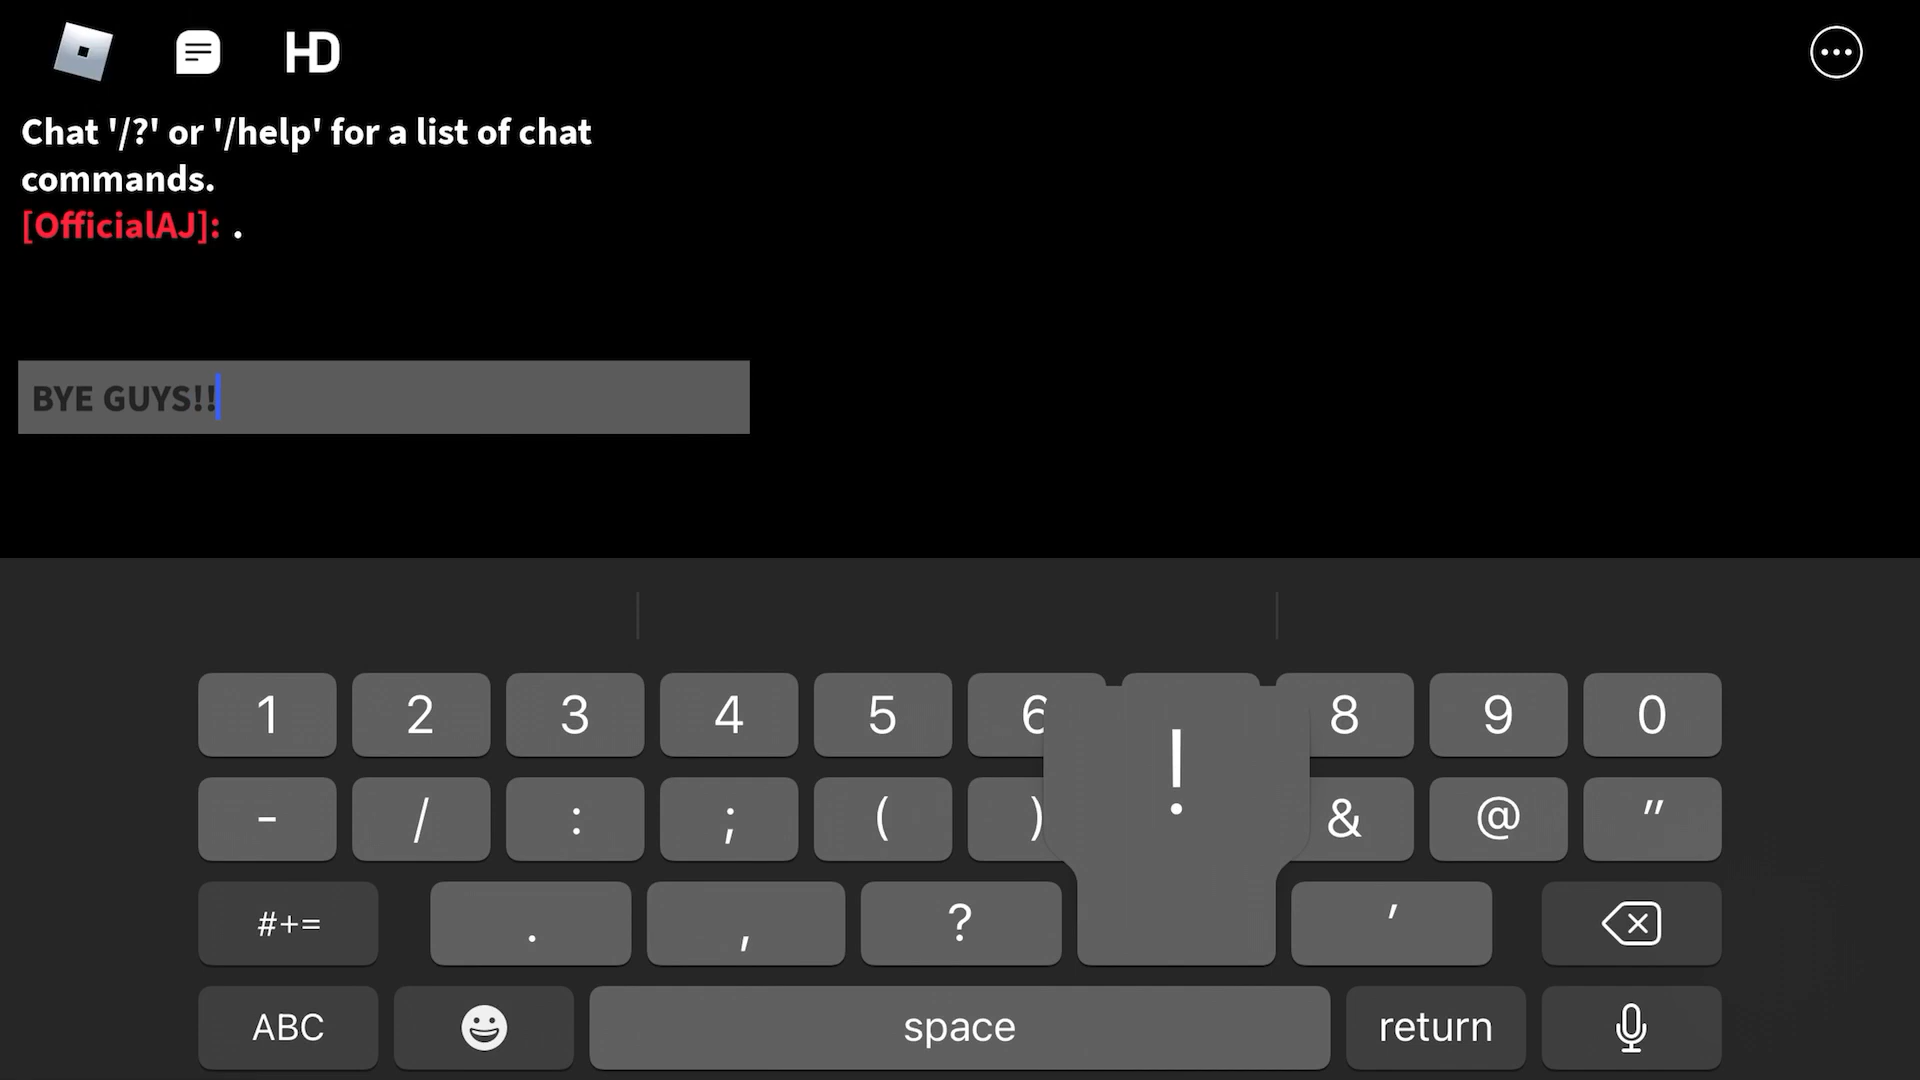 HD
Chat '/?' or '/help' for a list of chat
commands.
[OfficialAJ]: .
BYE GUYS!!
1 2 3 4 5 6 8 9 0
- / : ; ( ) ! & @ "
#+= . , ? '
ABC space return